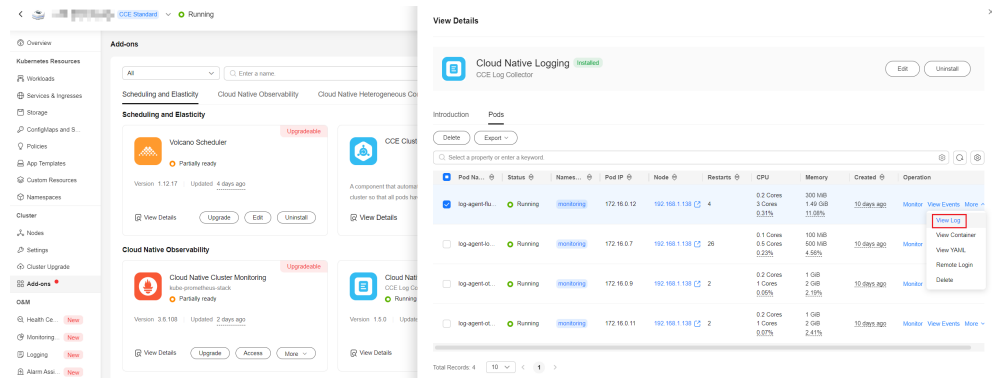 CCE Standard Running
Overview
Kubernetes Resources
Workloads
Services & Ingresses
Storage
ConfigMaps and S...
Policies
App Templates
Custom Resources
Namespaces
Cluster
Nodes
Settings
Cluster Upgrade
Add-ons
O&M
Health Ce... New
Monitoring... New
Logging New
Alarm Assi... New
Add-ons
All Enter a name.
Scheduling and Elasticity Cloud Native Observability Cloud Native Heterogeneous Co
Scheduling and Elasticity
Upgradeable
Volcano Scheduler
Partially ready
Version 1.12.17 Updated 4 days ago
View Details Upgrade Edit Uninstall
CCE Clust
A component that automa
cluster so that all pods hav
View Details
Cloud Native Observability
Upgradeable
Cloud Native Cluster Monitoring
kube-prometheus-stack
Partially ready
Version 3.6.108 Updated 2 days ago
View Details Upgrade Access More
Cloud Nati
CCE Log Co
Running
Version 1.5.0 Update
View Details
View Details
Cloud Native Logging Installed
CCE Log Collector
Edit Uninstall
Introduction Pods
Delete Export
Select a property or enter a keyword.
Pod Na... Status Names... Pod IP Node Restarts CPU Memory Created Operation
log-agent-flu... Running monitoring 172.16.0.12 192.168.1.138 4 0.2 Cores 300 MiB 10 days ago Monitor View Events More
3 Cores 1.49 GiB
0.31% 11.08%
View Log
View Container
View YAML
Remote Login
Delete
log-agent-lo... Running monitoring 172.16.0.7 192.168.1.138 26 0.1 Cores 100 MiB 10 days ago Monitor
0.5 Cores 500 MiB
0.23% 4.56%
log-agent-ot... Running monitoring 172.16.0.9 192.168.1.138 2 0.2 Cores 1 GiB 10 days ago Monitor
1 Cores 2 GiB
0.05% 2.19%
log-agent-ot... Running monitoring 172.16.0.11 192.168.1.138 2 0.2 Cores 1 GiB 10 days ago Monitor View Events More
1 Cores 2 GiB
0.07% 2.41%
Total Records: 4 10 1